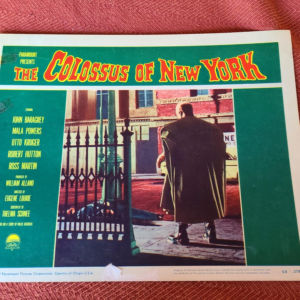 PARAMOUNT
PRESENTS
THE COLOSSUS OF NEW YORK
STARRING
JOHN BARAGREY
MALA POWERS
OTTO KRUGER
ROBERT HUTTON
ROSS MARTIN
PRODUCED BY
WILLIAM ALLAND
DIRECTED BY
EUGENE LOURIE
SCREENPLAY BY
THELMA SCHNEE
NE